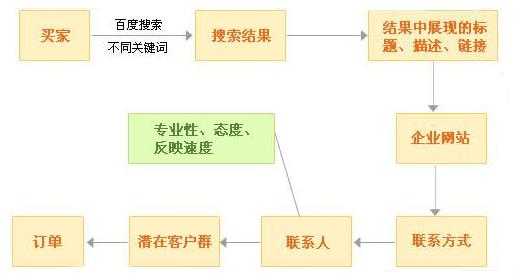 买家
百度搜索
不同关键词
搜索结果
结果中展现的标
题、描述、链接
专业性、态度、
反映速度
企业网站
订单
潜在客户群
联系人
联系方式